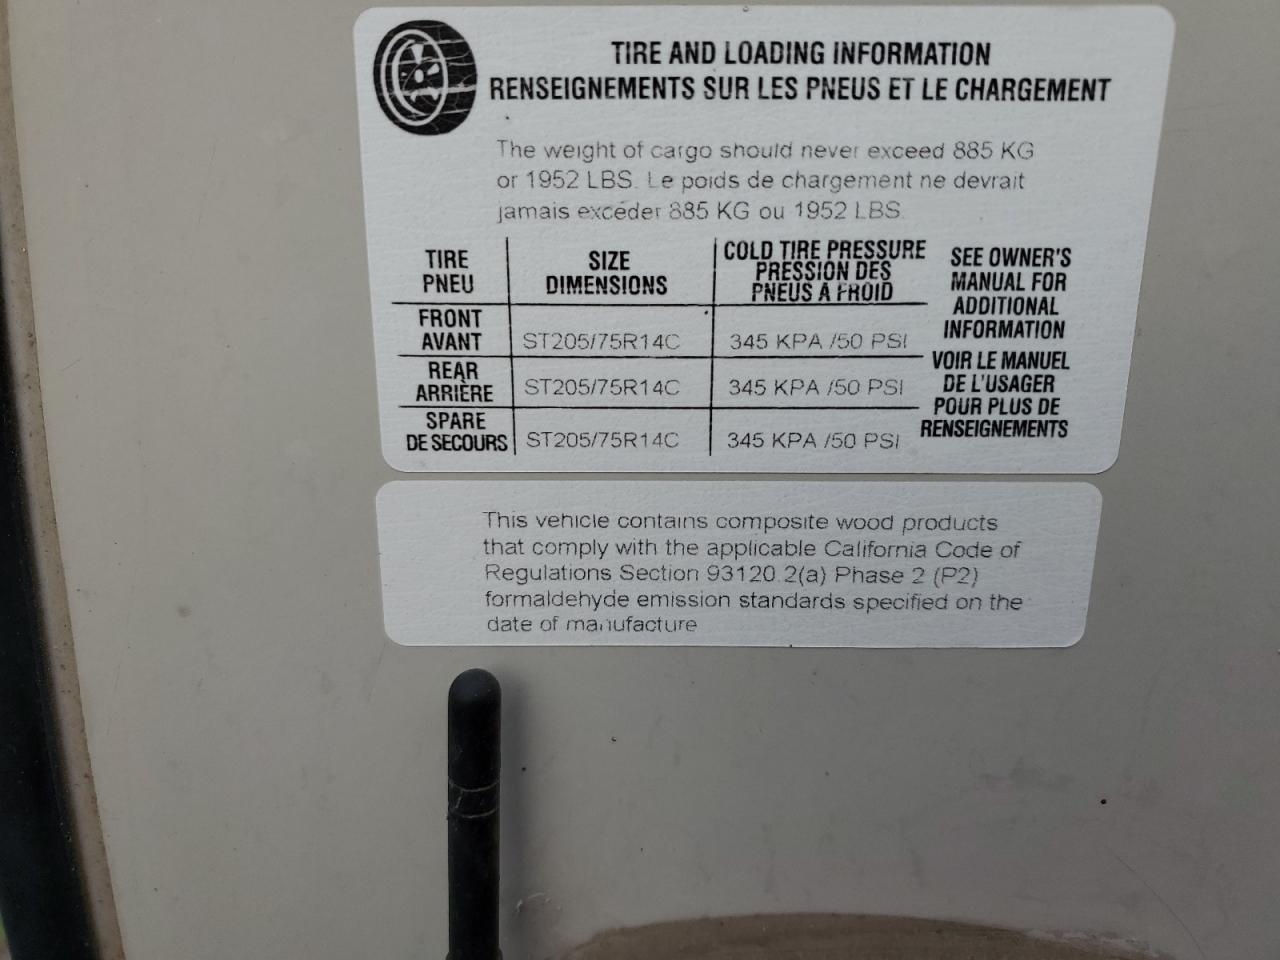 TIRE AND LOADING INFORMATION
RENSEIGNEMENTS SUR LES PNEUS ET LE CHARGEMENT
The weight of cargo should never exceed 885 KG
or 1952 LBS. Le poids de chargement ne devrait
jamais excéder 885 KG ou 1952 LBS.
TIRE
PNEU
SIZE
DIMENSIONS
COLD TIRE PRESSURE
PRESSION DES
PNEUS A FROID
SEE OWNER'S
MANUAL FOR
ADDITIONAL
INFORMATION
VOIR LE MANUEL
DE L'USAGER
POUR PLUS DE
RENSEIGNEMENTS
FRONT
AVANT
ST205/75R14C
345 KPA /50 PSI
REAR
ARRIÈRE
ST205/75R14C
345 KPA /50 PSI
SPARE
DE SECOURS
ST205/75R14C
345 KPA /50 PSI
This vehicle contains composite wood products
that comply with the applicable California Code of
Regulations Section 93120.2(a) Phase 2 (P2)
formaldehyde emission standards specified on the
date of manufacture